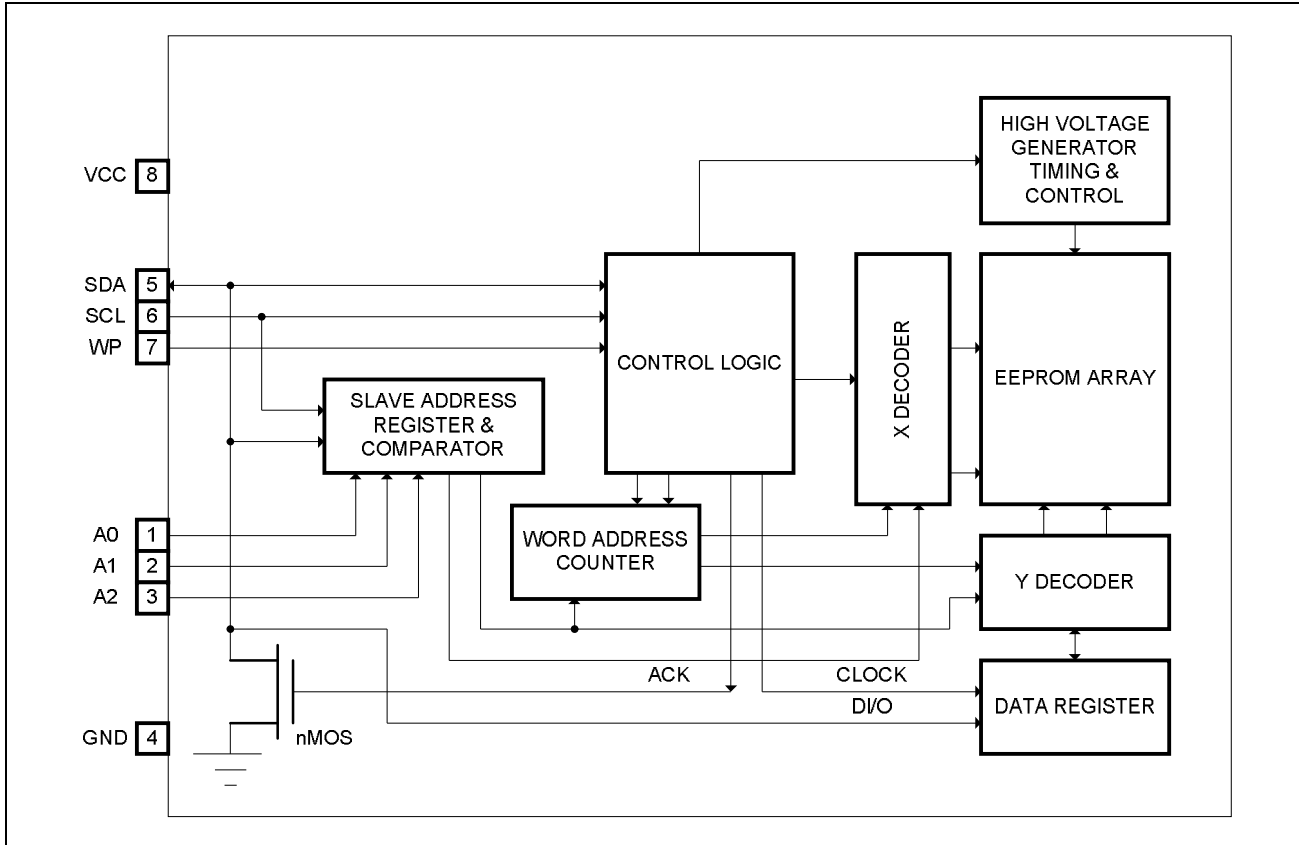 HIGH VOLTAGE
GENERATOR
TIMING &
CONTROL
VCC 8
SDA 5
SCL 6
WP 7
CONTROL LOGIC
X DECODER
EEPROM ARRAY
SLAVE ADDRESS
REGISTER &
COMPARATOR
A0 1
A1 2
A2 3
WORD ADDRESS
COUNTER
Y DECODER
ACK
CLOCK
DI/O
DATA REGISTER
GND 4
nMOS